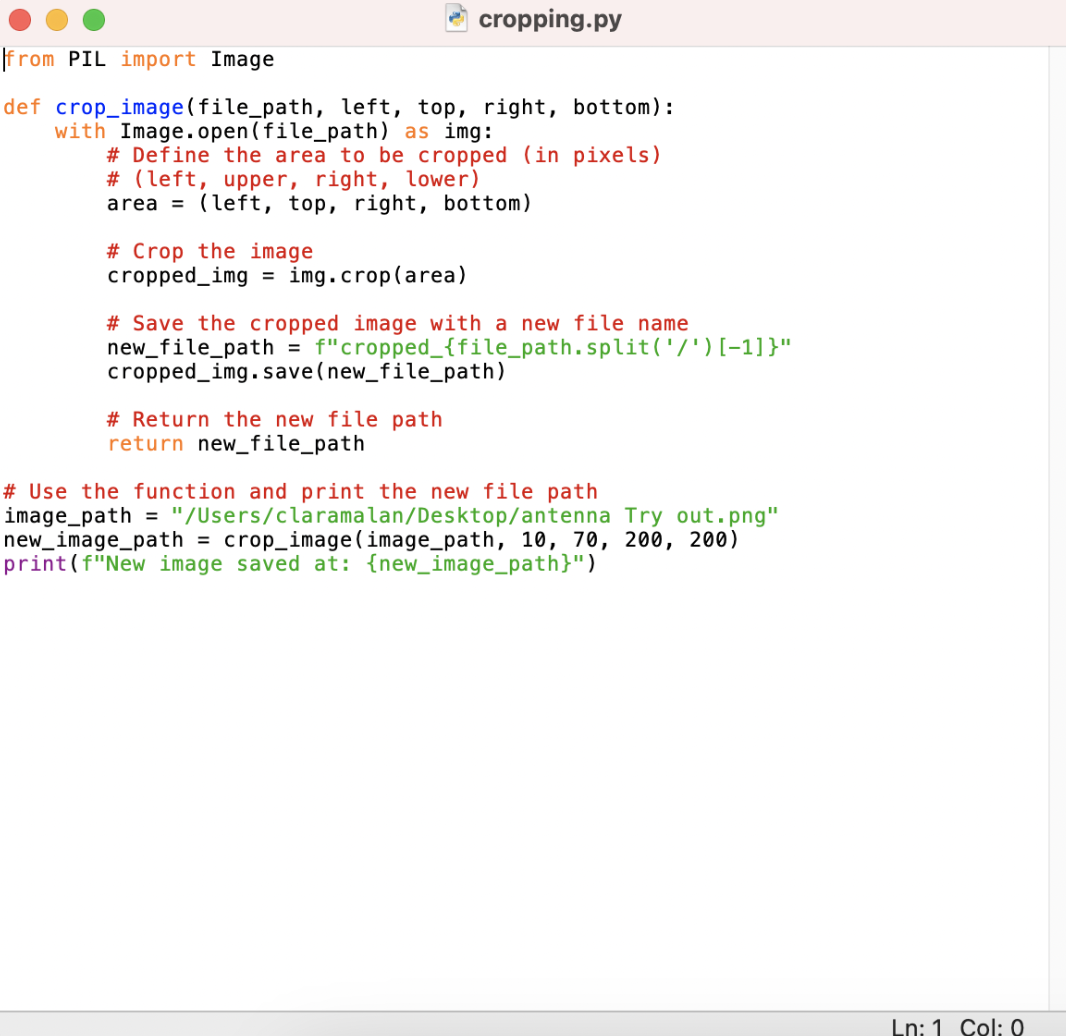 cropping.py
from PIL import Image
def crop_image(file_path, left, top, right, bottom):
    with Image.open(file_path) as img:
        # Define the area to be cropped (in pixels)
        # (left, upper, right, lower)
        area = (left, top, right, bottom)
        # Crop the image
        cropped_img = img.crop(area)
        # Save the cropped image with a new file name
        new_file_path = f"cropped_{file_path.split('/')[-1]}"
        cropped_img.save(new_file_path)
        # Return the new file path
        return new_file_path
# Use the function and print the new file path
image_path = "/Users/claramalan/Desktop/antenna Try out.png"
new_image_path = crop_image(image_path, 10, 70, 200, 200)
print(f"New image saved at: {new_image_path}")
Ln: 1 Col: 0